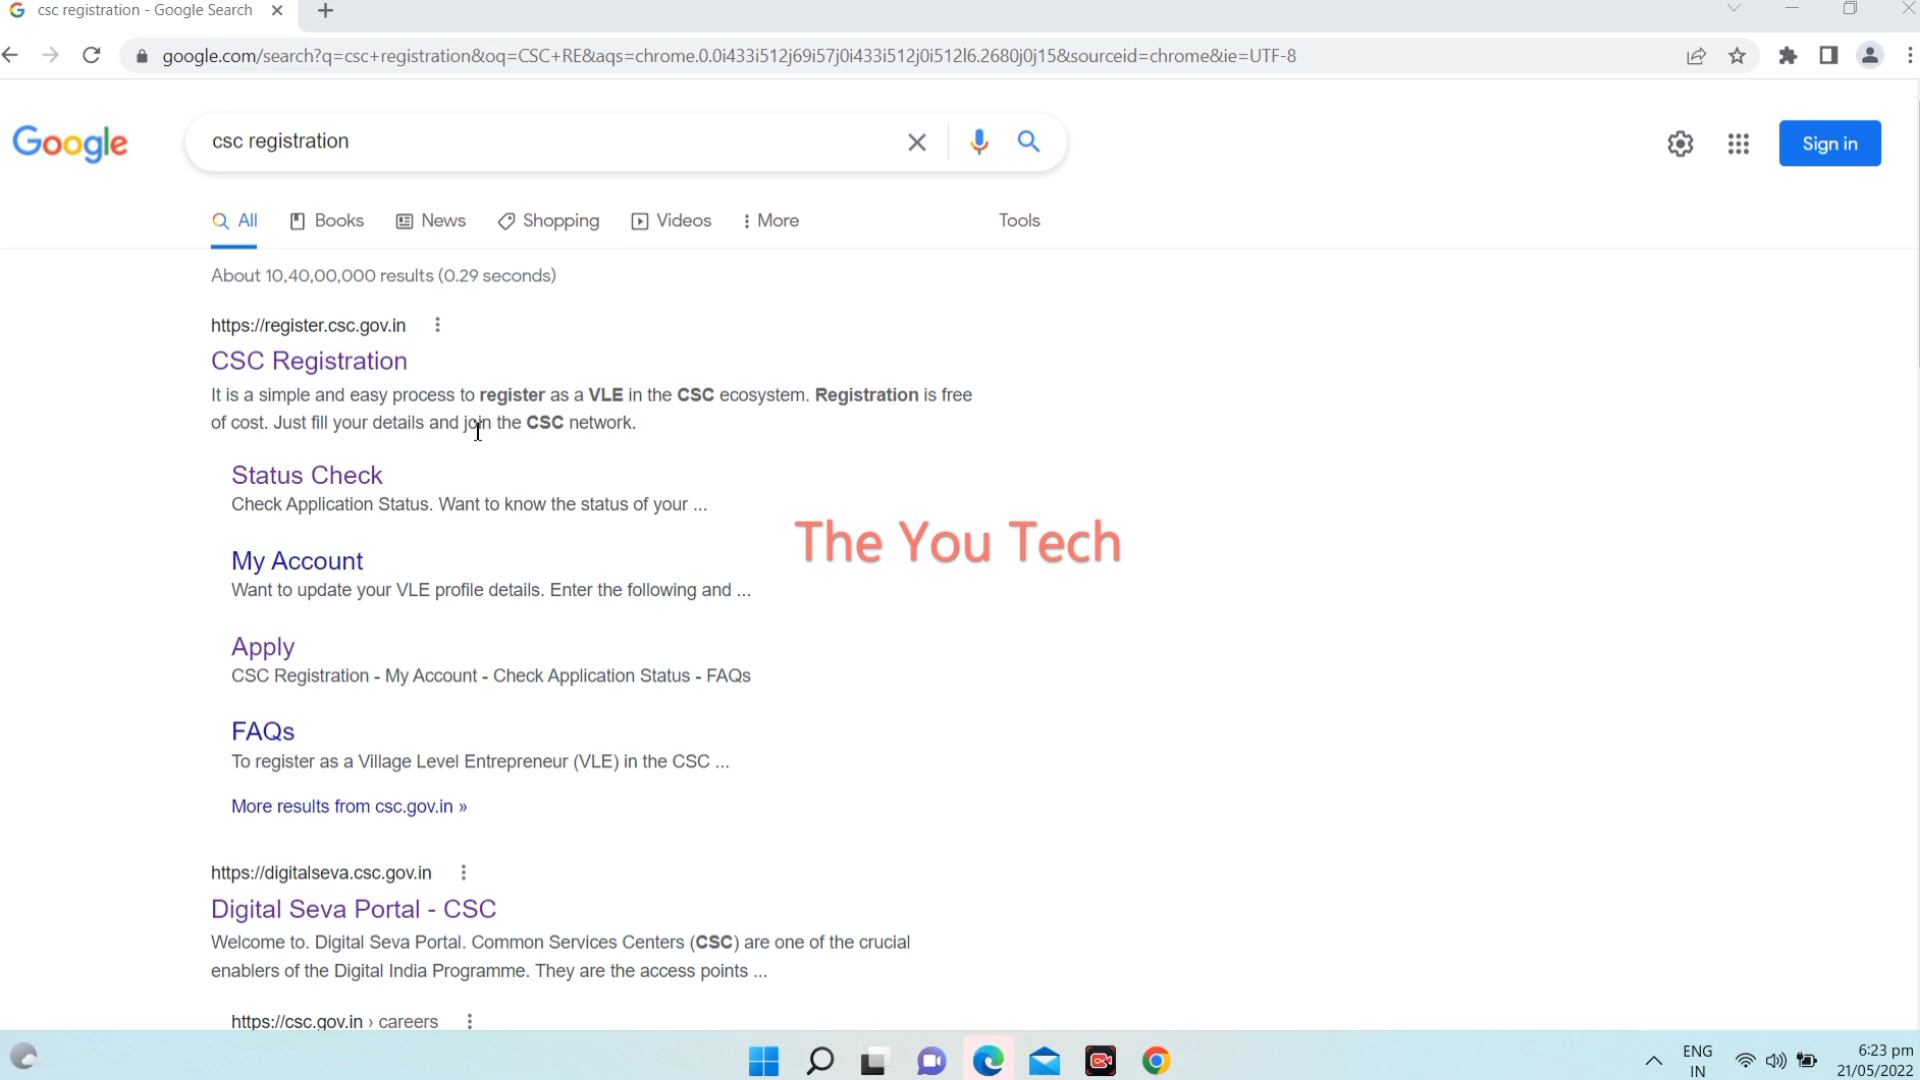 csc registration - Google Search
google.com/search?q=csc+registration&oq=CSC+RE&aqs=chrome.0.0i433i512j69i57j0i433i512j0i512l6.2680j0j15&sourceid=chrome&ie=UTF-8
Google
csc registration
Sign in
All Books News Shopping Videos More Tools
About 10,40,00,000 results (0.29 seconds)
https://register.csc.gov.in
CSC Registration
It is a simple and easy process to register as a VLE in the CSC ecosystem. Registration is free
of cost. Just fill your details and join the CSC network.
Status Check
Check Application Status. Want to know the status of your ...
The You Tech
My Account
Want to update your VLE profile details. Enter the following and ...
Apply
CSC Registration - My Account - Check Application Status - FAQs
FAQs
To register as a Village Level Entrepreneur (VLE) in the CSC ...
More results from csc.gov.in »
https://digitalseva.csc.gov.in
Digital Seva Portal - CSC
Welcome to. Digital Seva Portal. Common Services Centers (CSC) are one of the crucial
enablers of the Digital India Programme. They are the access points ...
https://csc.gov.in › careers
ENG
IN
6:23 pm
21/05/2022